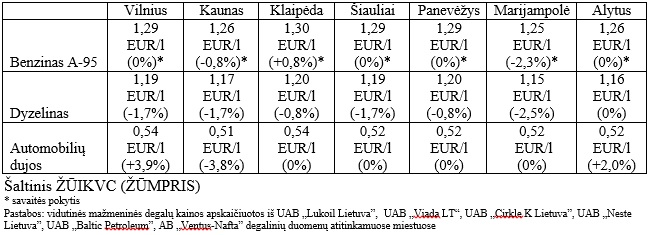 Vilnius Kaunas Klaipėda Šiauliai Panevėžys Marijampolė Alytus
Benzinas A-95 1,29 EUR/l (0%)* 1,26 EUR/l (-0,8%)* 1,30 EUR/l (+0,8%)* 1,29 EUR/l (0%)* 1,29 EUR/l (0%)* 1,25 EUR/l (-2,3%)* 1,26 EUR/l (0%)*
Dyzelinas 1,19 EUR/l (-1,7%) 1,17 EUR/l (-1,7%) 1,20 EUR/l (-0,8%) 1,19 EUR/l (-1,7%) 1,20 EUR/l (-0,8%) 1,15 EUR/l (-2,5%) 1,16 EUR/l (0%)
Automobilių dujos 0,54 EUR/l (+3,9%) 0,51 EUR/l (-3,8%) 0,54 EUR/l (0%) 0,52 EUR/l (0%) 0,52 EUR/l (0%) 0,52 EUR/l (0%) 0,52 EUR/l (+2,0%)
Šaltinis ŽŪIKVC (ŽŪMPRIS)
* savaitės pokytis
Pastabos: vidutinės mažmeninės degalų kainos apskaičiuotos iš UAB „Lukoil Lietuva”, UAB „Viada LT“, UAB „Cirkle K Lietuva”, UAB „Neste
Lietuva”, UAB „Baltic Petroleum”, AB „Ventus-Nafta” degalinių duomenų atitinkamuose miestuose